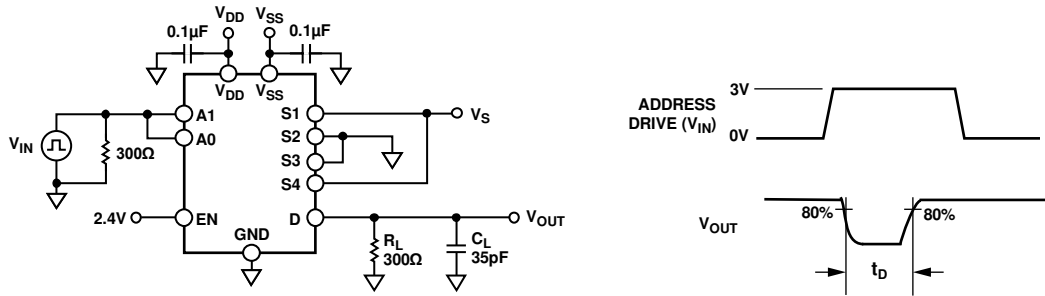 VDD VSS
0.1µF 0.1µF
VDD VSS
A1 S1 VS
A0 S2
VIN 300Ω S3
S4
2.4V EN D VOUT
GND RL
300Ω CL
35pF
3V
ADDRESS
DRIVE (VIN)
0V
80% 80%
VOUT
tD